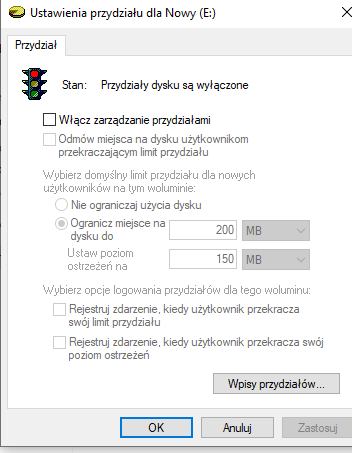 Ustawienia przydziału dla Nowy (E:)
Przydział
Stan: Przydziały dysku są wyłączone
Włącz zarządzanie przydziałami
Odmów miejsca na dysku użytkownikom
przekraczającym limit przydziału
Wybierz domyślny limit przydziału dla nowych
użytkowników na tym woluminie:
Nie ograniczaj użycia dysku
Ogranicz miejsce na
dysku do
200 MB
Ustaw poziom
ostrzeżeń na
150 MB
Wybierz opcje logowania przydziałów dla tego woluminu:
Rejestruj zdarzenie, kiedy użytkownik przekracza
swój limit przydziału
Rejestruj zdarzenie, kiedy użytkownik przekracza swój
poziom ostrzeżeń
Wpisy przydziałów...
OK Anuluj Zastosuj